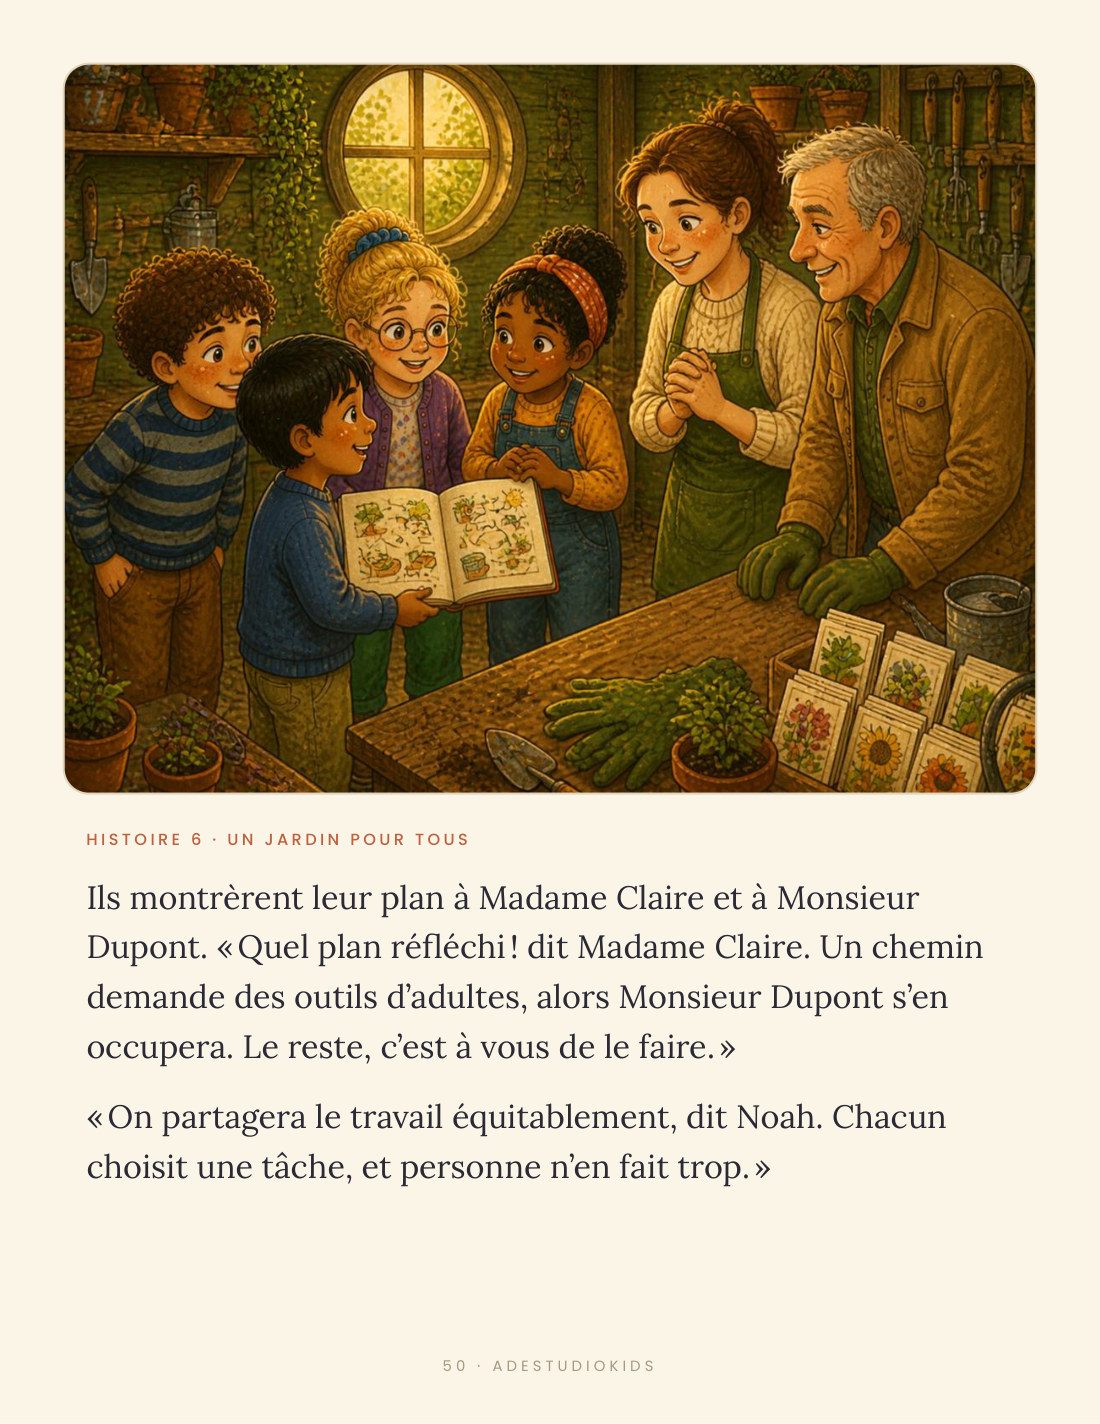 HISTOIRE 6 · UN JARDIN POUR TOUS
Ils montrèrent leur plan à Madame Claire et à Monsieur
Dupont. « Quel plan réfléchi ! dit Madame Claire. Un chemin
demande des outils d’adultes, alors Monsieur Dupont s’en
occupera. Le reste, c’est à vous de le faire. »
« On partagera le travail équitablement, dit Noah. Chacun
choisit une tâche, et personne n’en fait trop. »
50 · ADESTUDIOKIDS